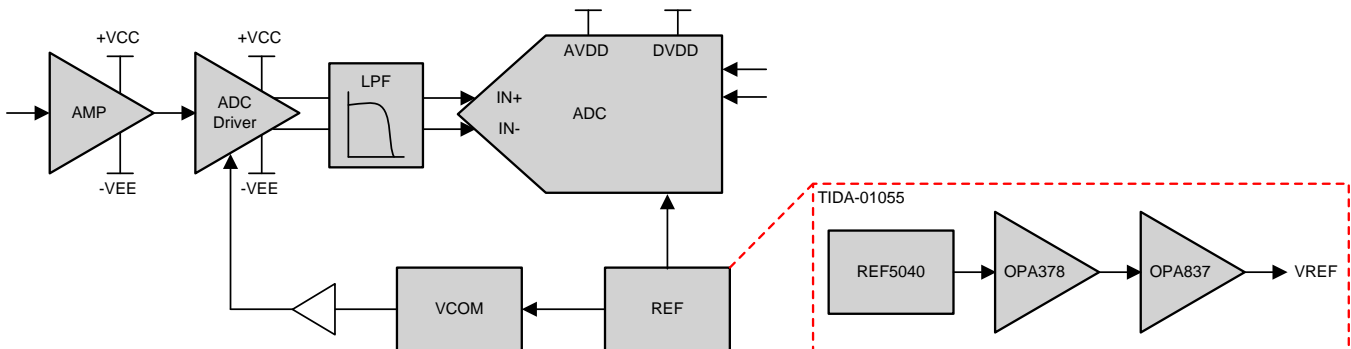 +VCC
+VCC
AVDD
DVDD
LPF
AMP
ADC
Driver
IN+
IN-
ADC
-VEE
-VEE
TIDA-01055
REF5040
OPA378
OPA837
VREF
VCOM
REF